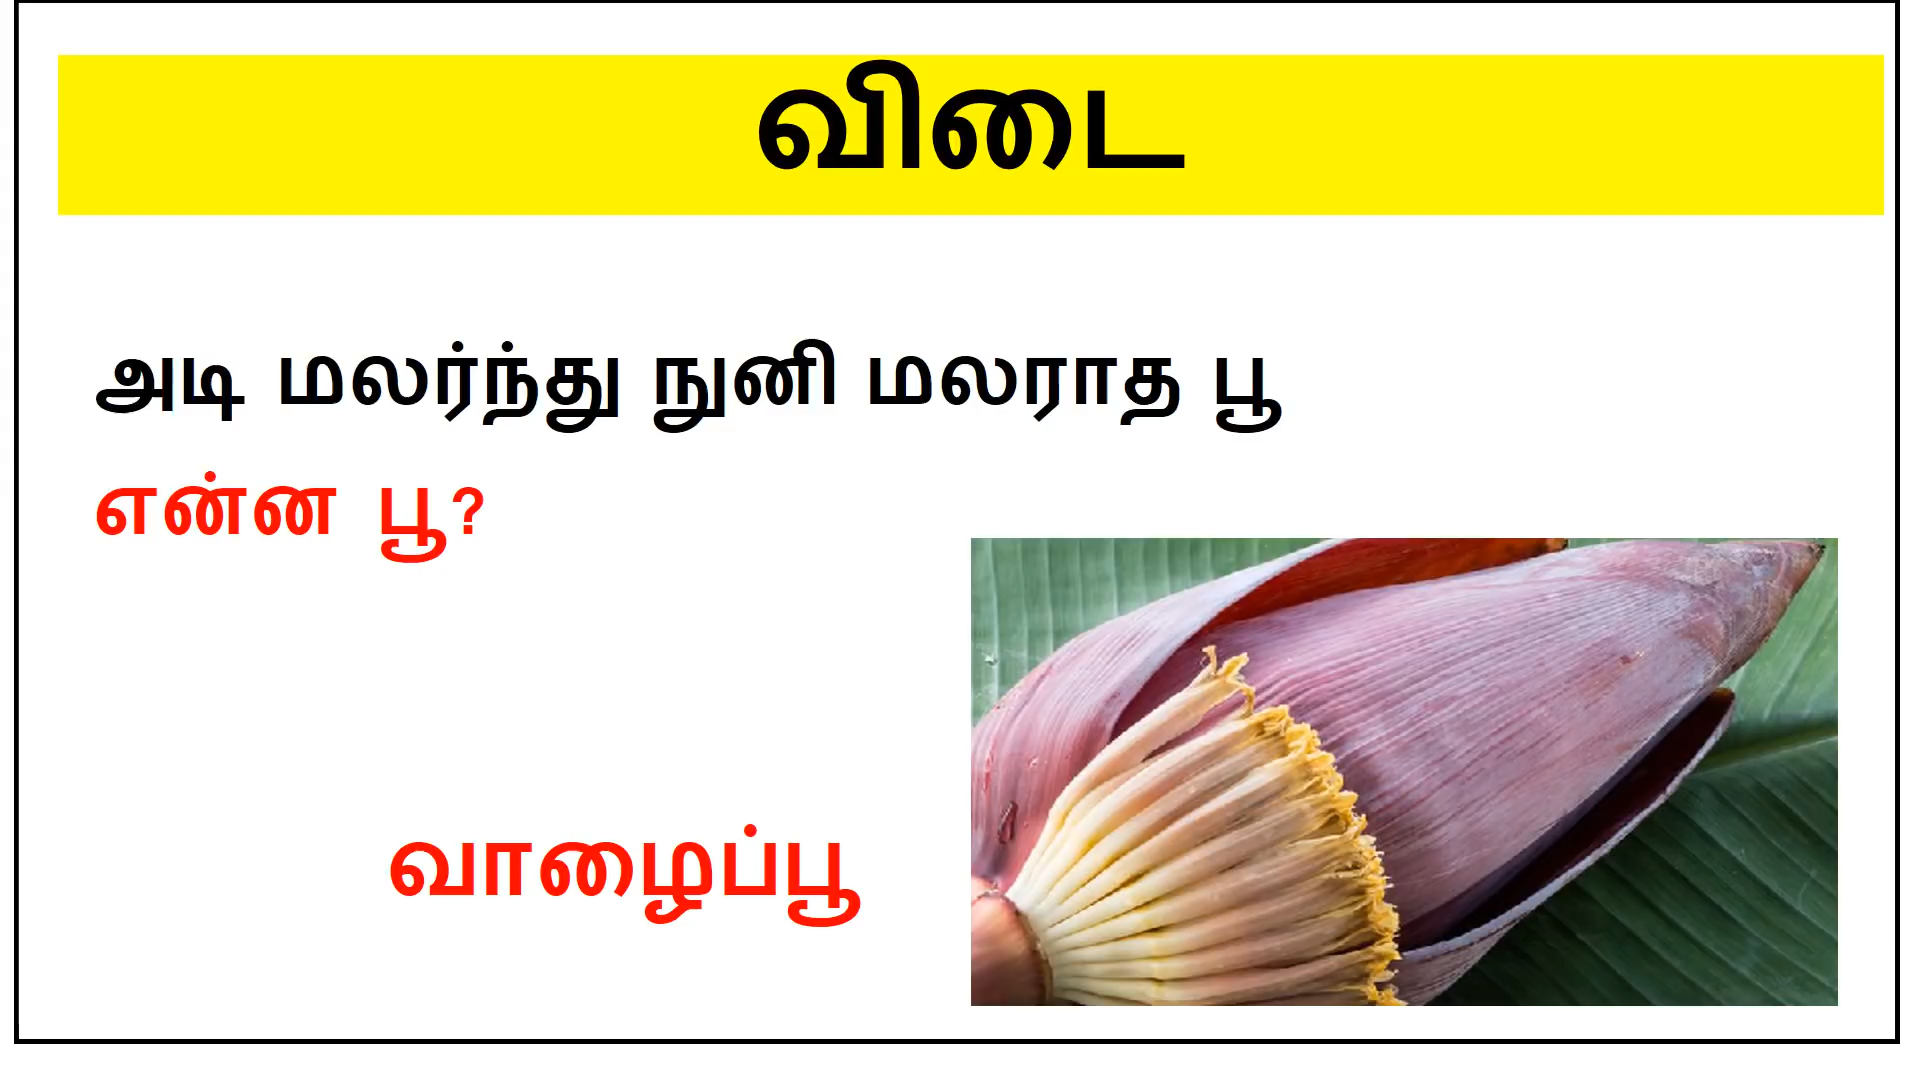 விடை
அடி மலர்ந்து நுனி மலராத பூ
என்ன பூ?
வாழைப்பூ